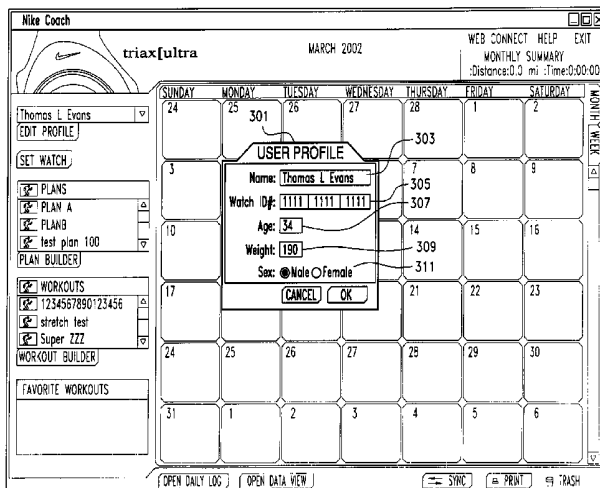 Nike Coach
triax[ultra
MARCH 2002
WEB CONNECT HELP EXIT
MONTHLY SUMMARY
:Distance:0.0 mi :Time:0:00:00
Thomas L Evans
EDIT PROFILE
SET WATCH
PLANS
PLAN A
PLANB
test plan 100
PLAN BUILDER
WORKOUTS
1234567890123456
stretch test
Super ZZZ
WORKOUT BUILDER
FAVORITE WORKOUTS
SUNDAY MONDAY TUESDAY WEDNESDAY THURSDAY FRIDAY SATURDAY
MONTHLY WEEK
24 25 26 27 28 1 2
3 7 8 9
10 14 15 16
17 21 22 23
24 25 26 27 28 29 30
31 1 2 3 4 5 6
301
USER PROFILE
303
Name: Thomas L Evans
305
Watch ID#: 1111 1111 1111
307
Age: 34
309
Weight: 190
311
Sex: Male Female
CANCEL OK
OPEN DAILY LOG OPEN DATA VIEW SYNC PRINT TRASH